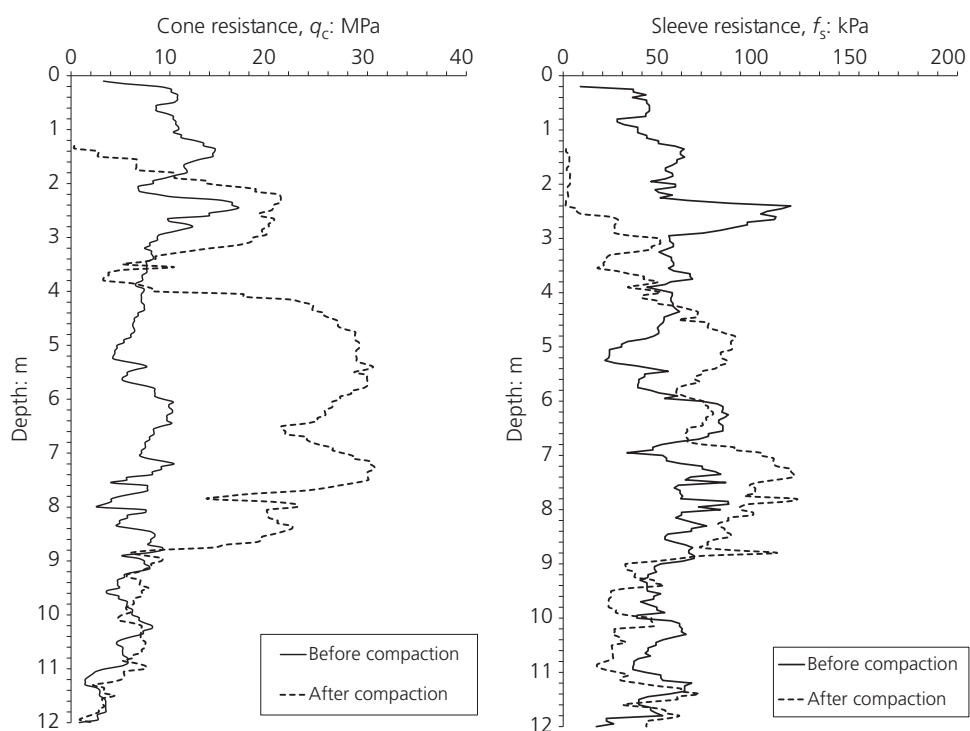 Cone resistance, qc: MPa
0 10 20 30 40
0
1
2
3
4
5
6
7
8
9
10
11
12
Depth: m
Before compaction
After compaction
Sleeve resistance, fs: kPa
0 50 100 150 200
0
1
2
3
4
5
6
7
8
9
10
11
12
Depth: m
Before compaction
After compaction